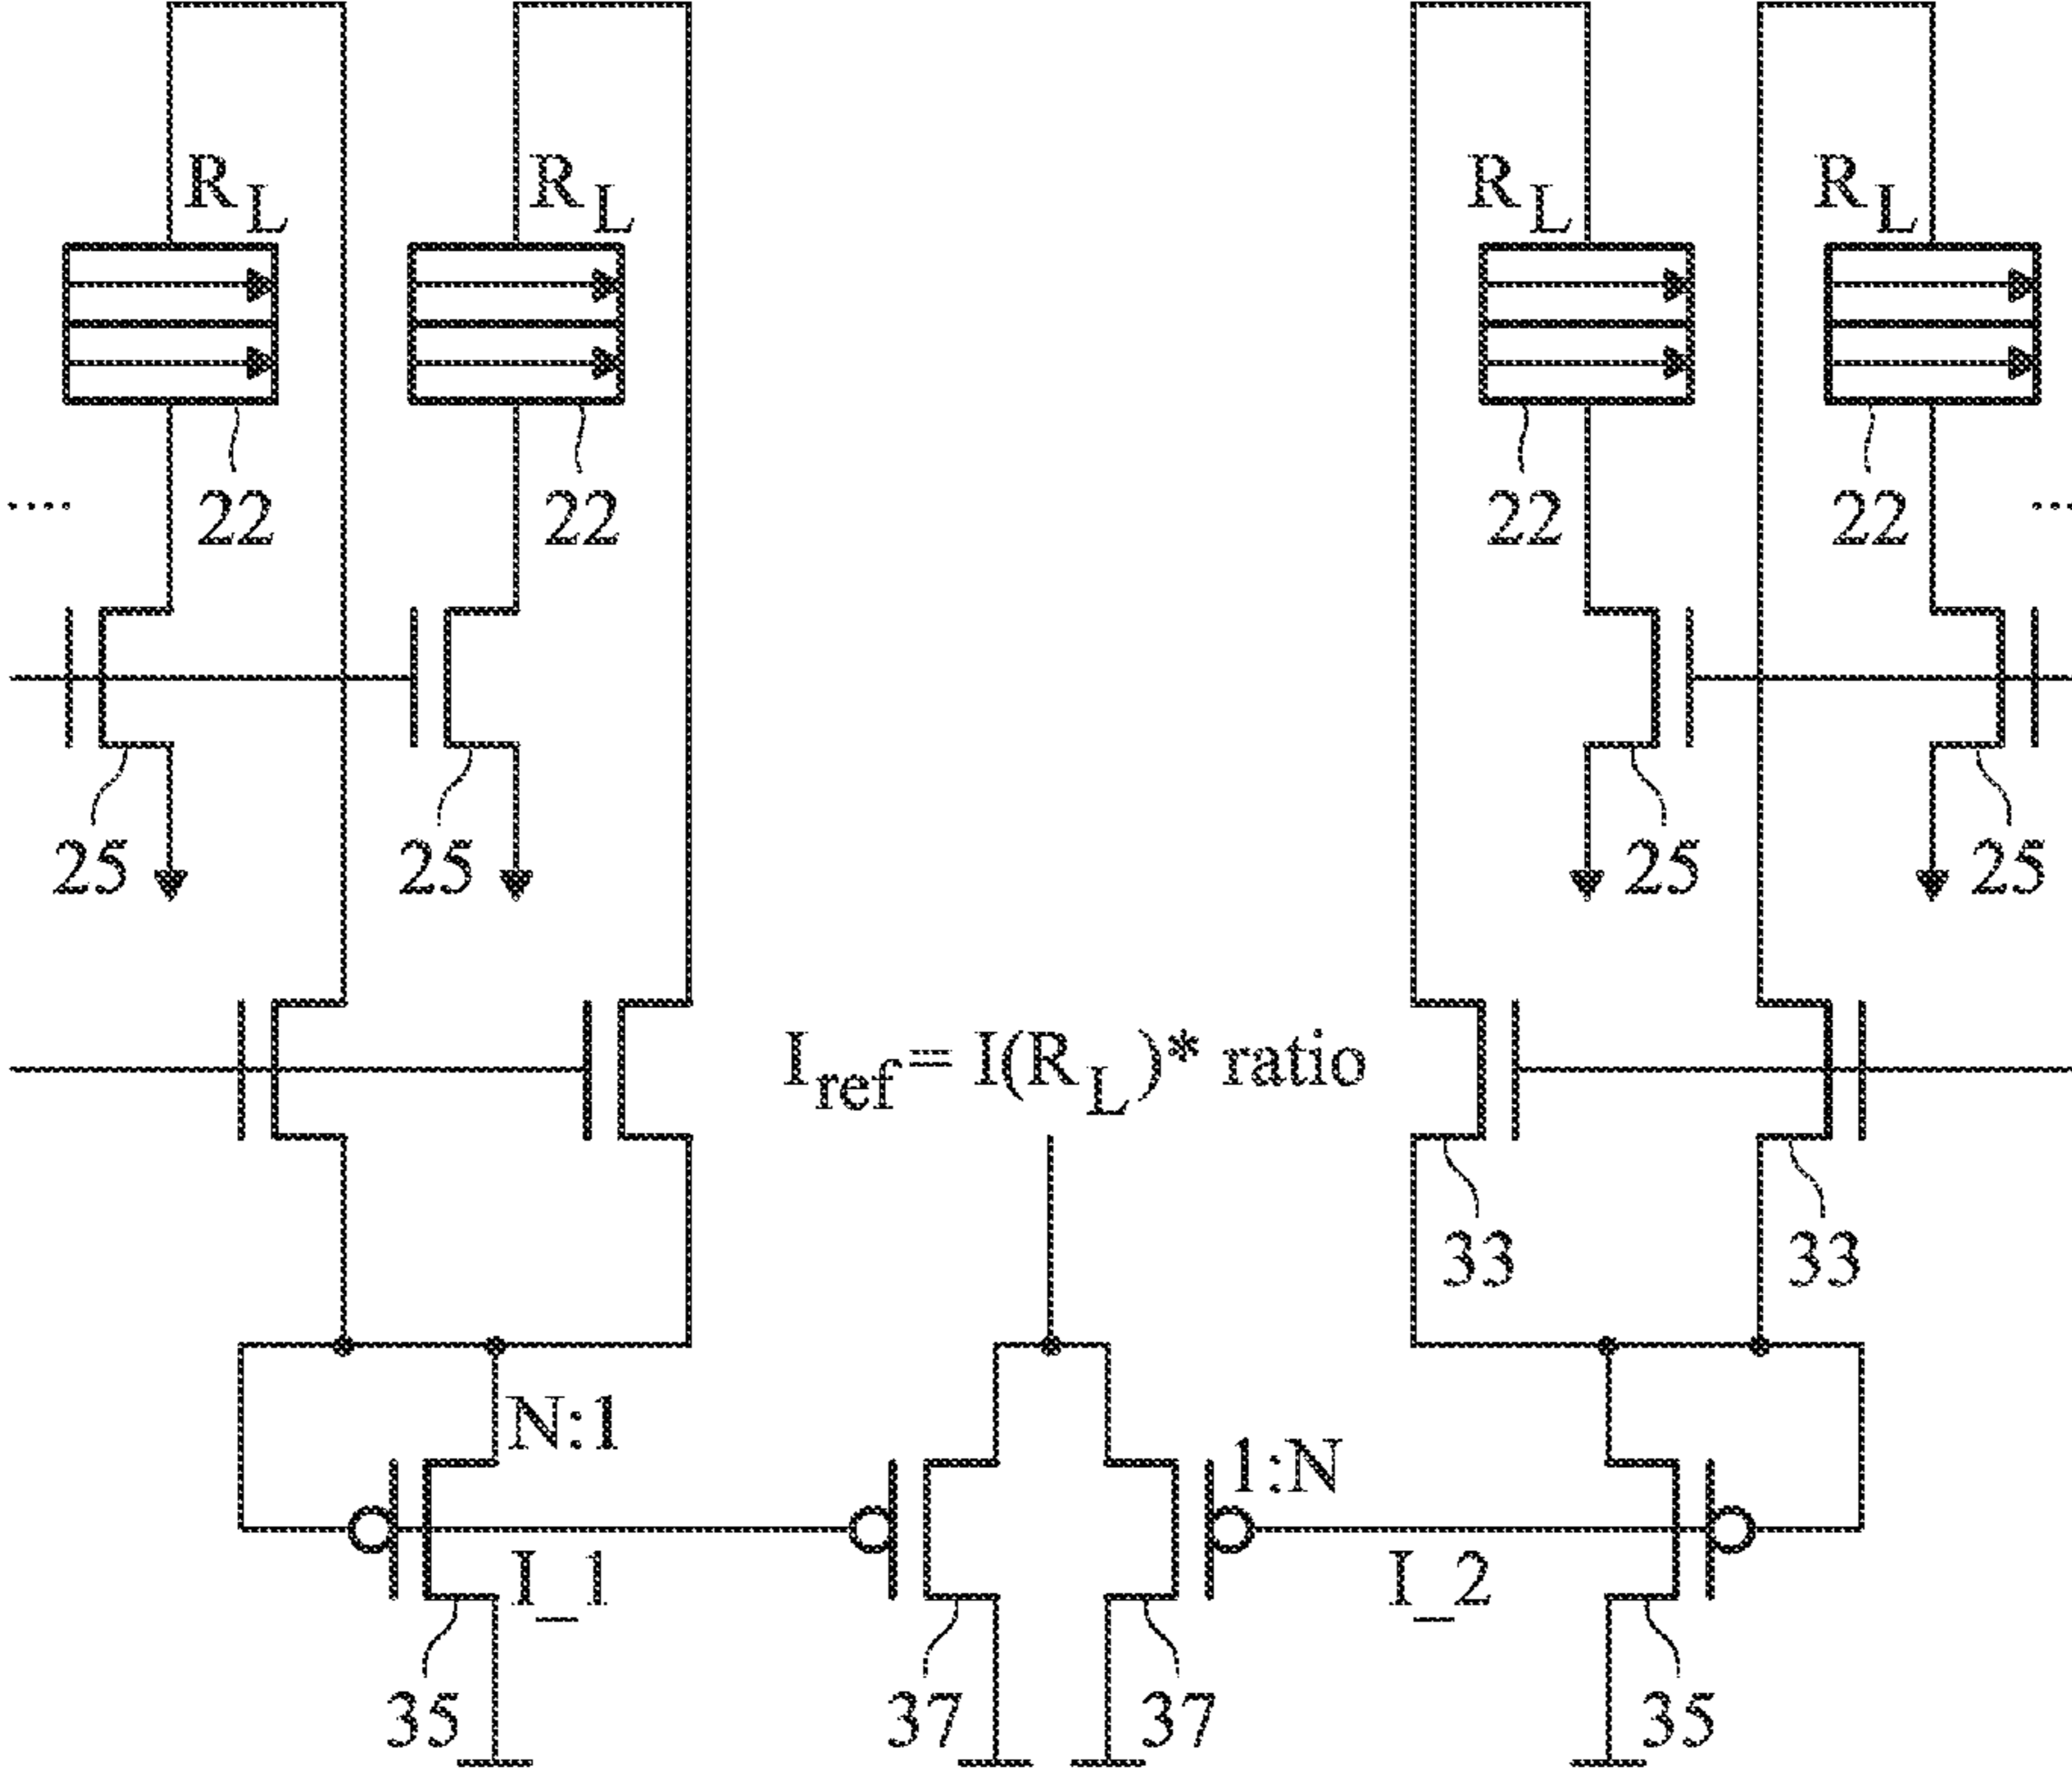 R_L R_L R_L R_L
22 22 22 22
.... ...
25 25 25 25
I_ref = I(R_L)* ratio
33 33
N:1 1:N
I_1 I_2
35 37 37 35